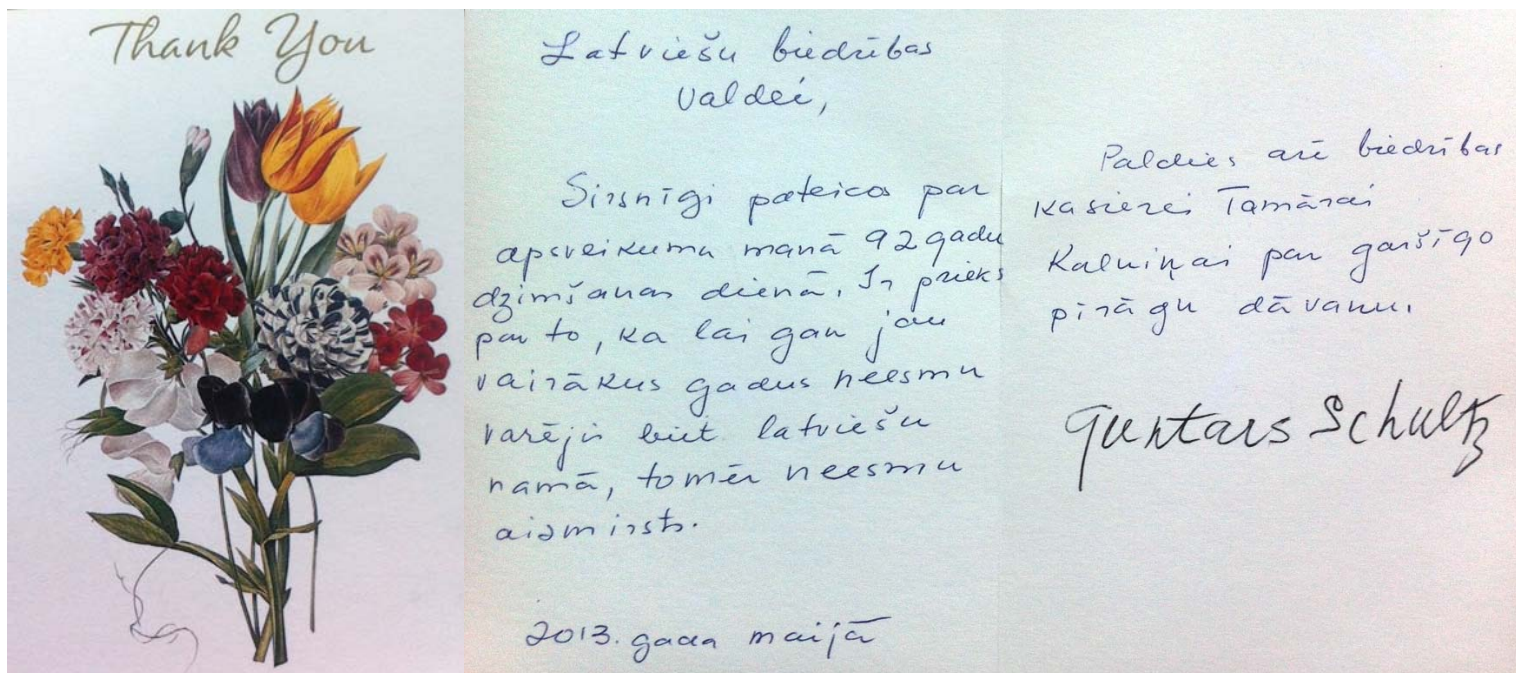 Thank You
Latviešu biedrības
valdei,
Sirsnīgi pateicos par
apsveikumu manā 92 gadu
dzimšanas dienā. Ir prieks
par to, ka lai gan jau
vairākus gadus neesmu
varējis būt latviešu
namā, tomēr neesmu
aizmirsts.
2013. gada maijā
Paldies arī biedrības
kasierei Tamārai
Kalniņai par garšīgo
pīrāgu dāvanu.
Guntars Schultz